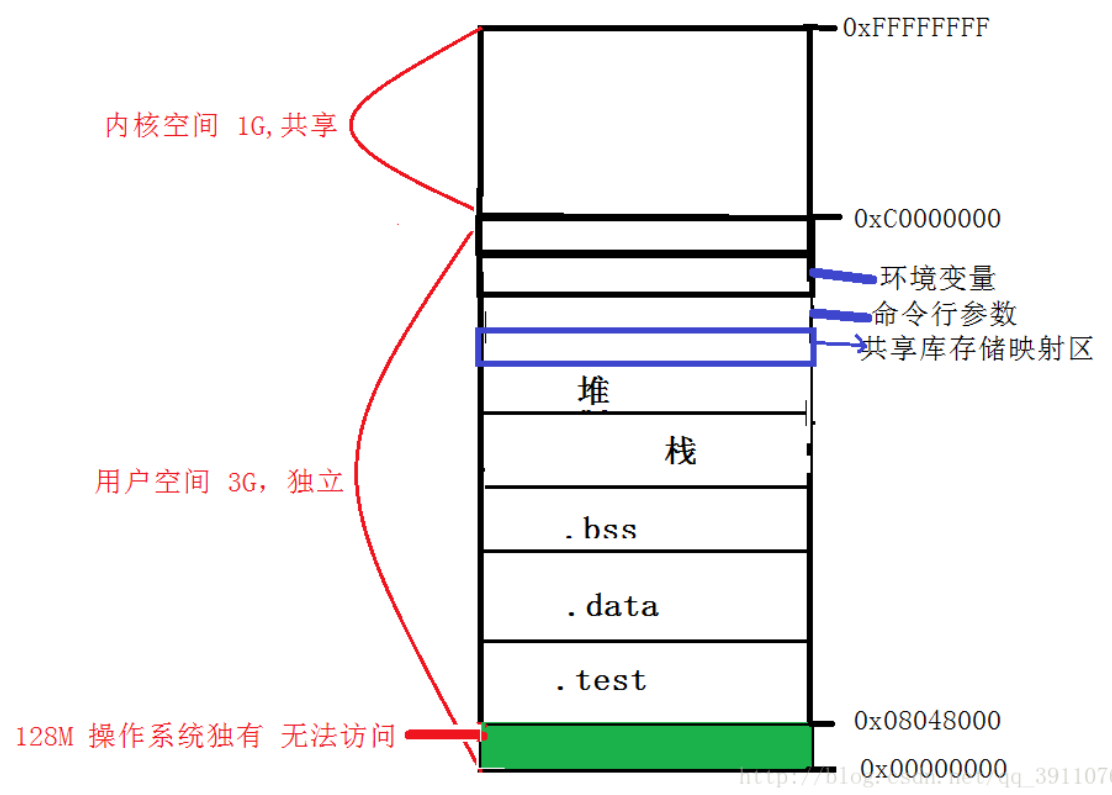 0xFFFFFFFF
内核空间 1G,共享
0xC0000000
环境变量
命令行参数
共享库存储映射区
堆
栈
用户空间 3G，独立
.bss
.data
.test
0x08048000
128M 操作系统独有 无法访问
0x00000000
http://blog.csdn.net/qq_3911076